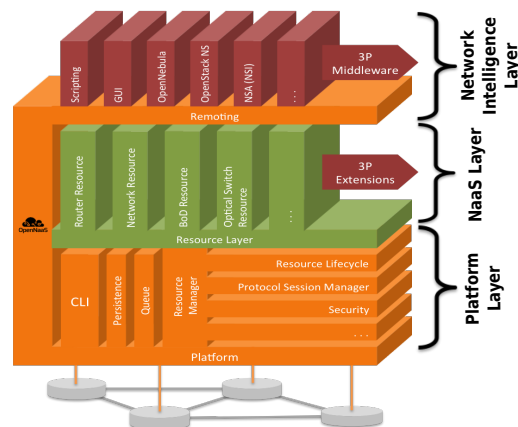 Scripting
GUI
OpenNebula
OpenStack NS
NSA (NSI)
. . .
3P
Middleware
Network
Intelligence
Layer
Remoting
Router Resource
Network Resource
BoD Resource
Optical Switch
Resource
. . .
3P
Extensions
NaaS Layer
OpenNaaS
Resource Layer
CLI
Persistence
Queue
Resource
Manager
Resource Lifecycle
Protocol Session Manager
Security
. . .
Platform
Layer
Platform